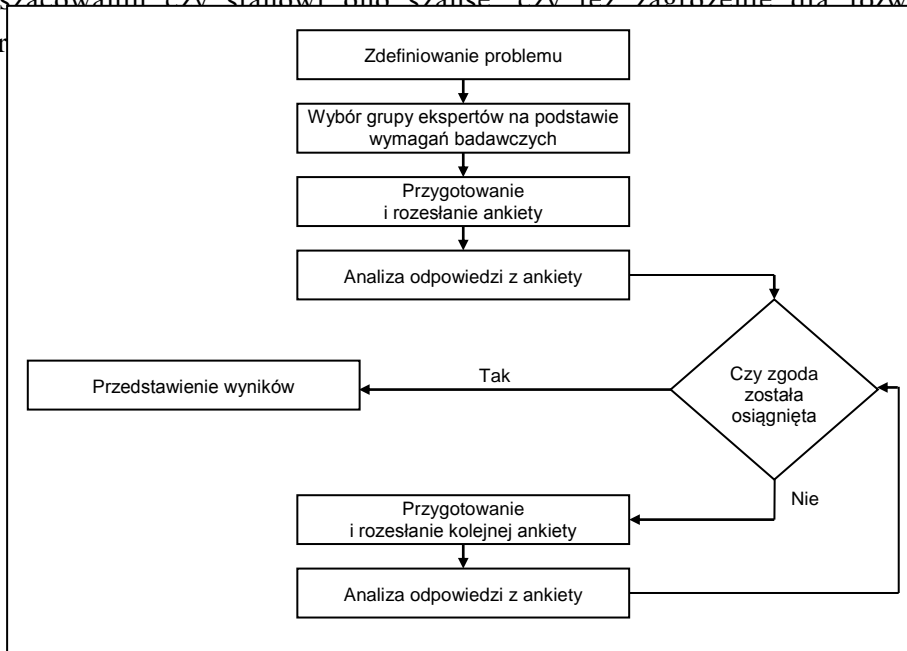 czy
Zdefiniowanie problemu
Wybór grupy ekspertów na podstawie
wymagań badawczych
Przygotowanie
i rozesłanie ankiety
Analiza odpowiedzi z ankiety
Czy zgoda
została
osiągnięta
Tak
Przedstawienie wyników
Nie
Przygotowanie
i rozesłanie kolejnej ankiety
Analiza odpowiedzi z ankiety